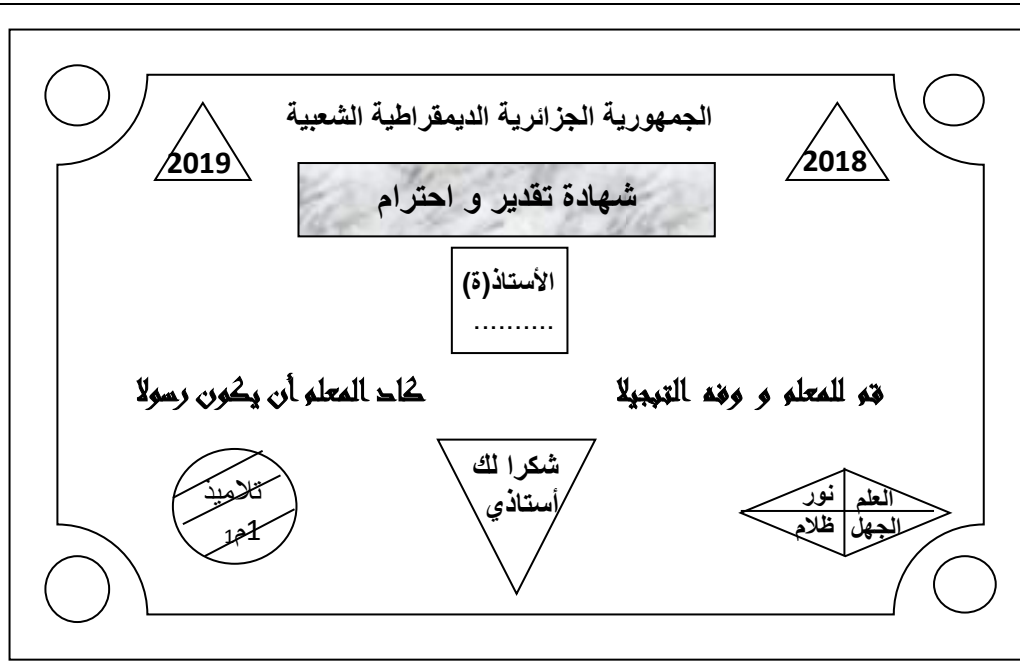 الجمهورية الجزائرية الديمقراطية الشعبية
2018
2019
شهادة تقدير و احترام
الأستاذ(ة)
..........
قم للمعلم و وفه التبجيلا
كاد المعلم أن يكون رسولا
العلم نور
الجهل ظلام
شكرا لك
أستاذي
تلاميذ
1م1